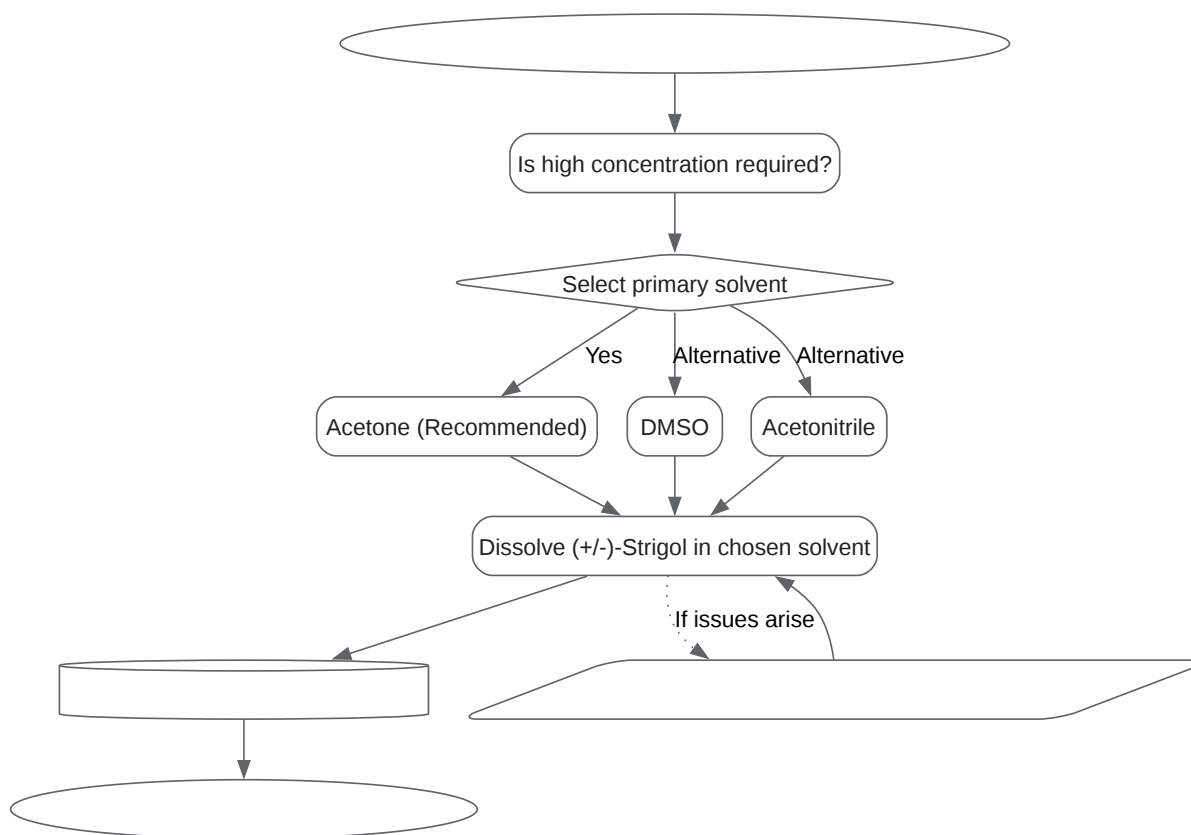 Is high concentration required?
Select primary solvent
Yes
Alternative
Alternative
Acetone (Recommended)
DMSO
Acetonitrile
Dissolve (+/-)-Strigol in chosen solvent
If issues arise